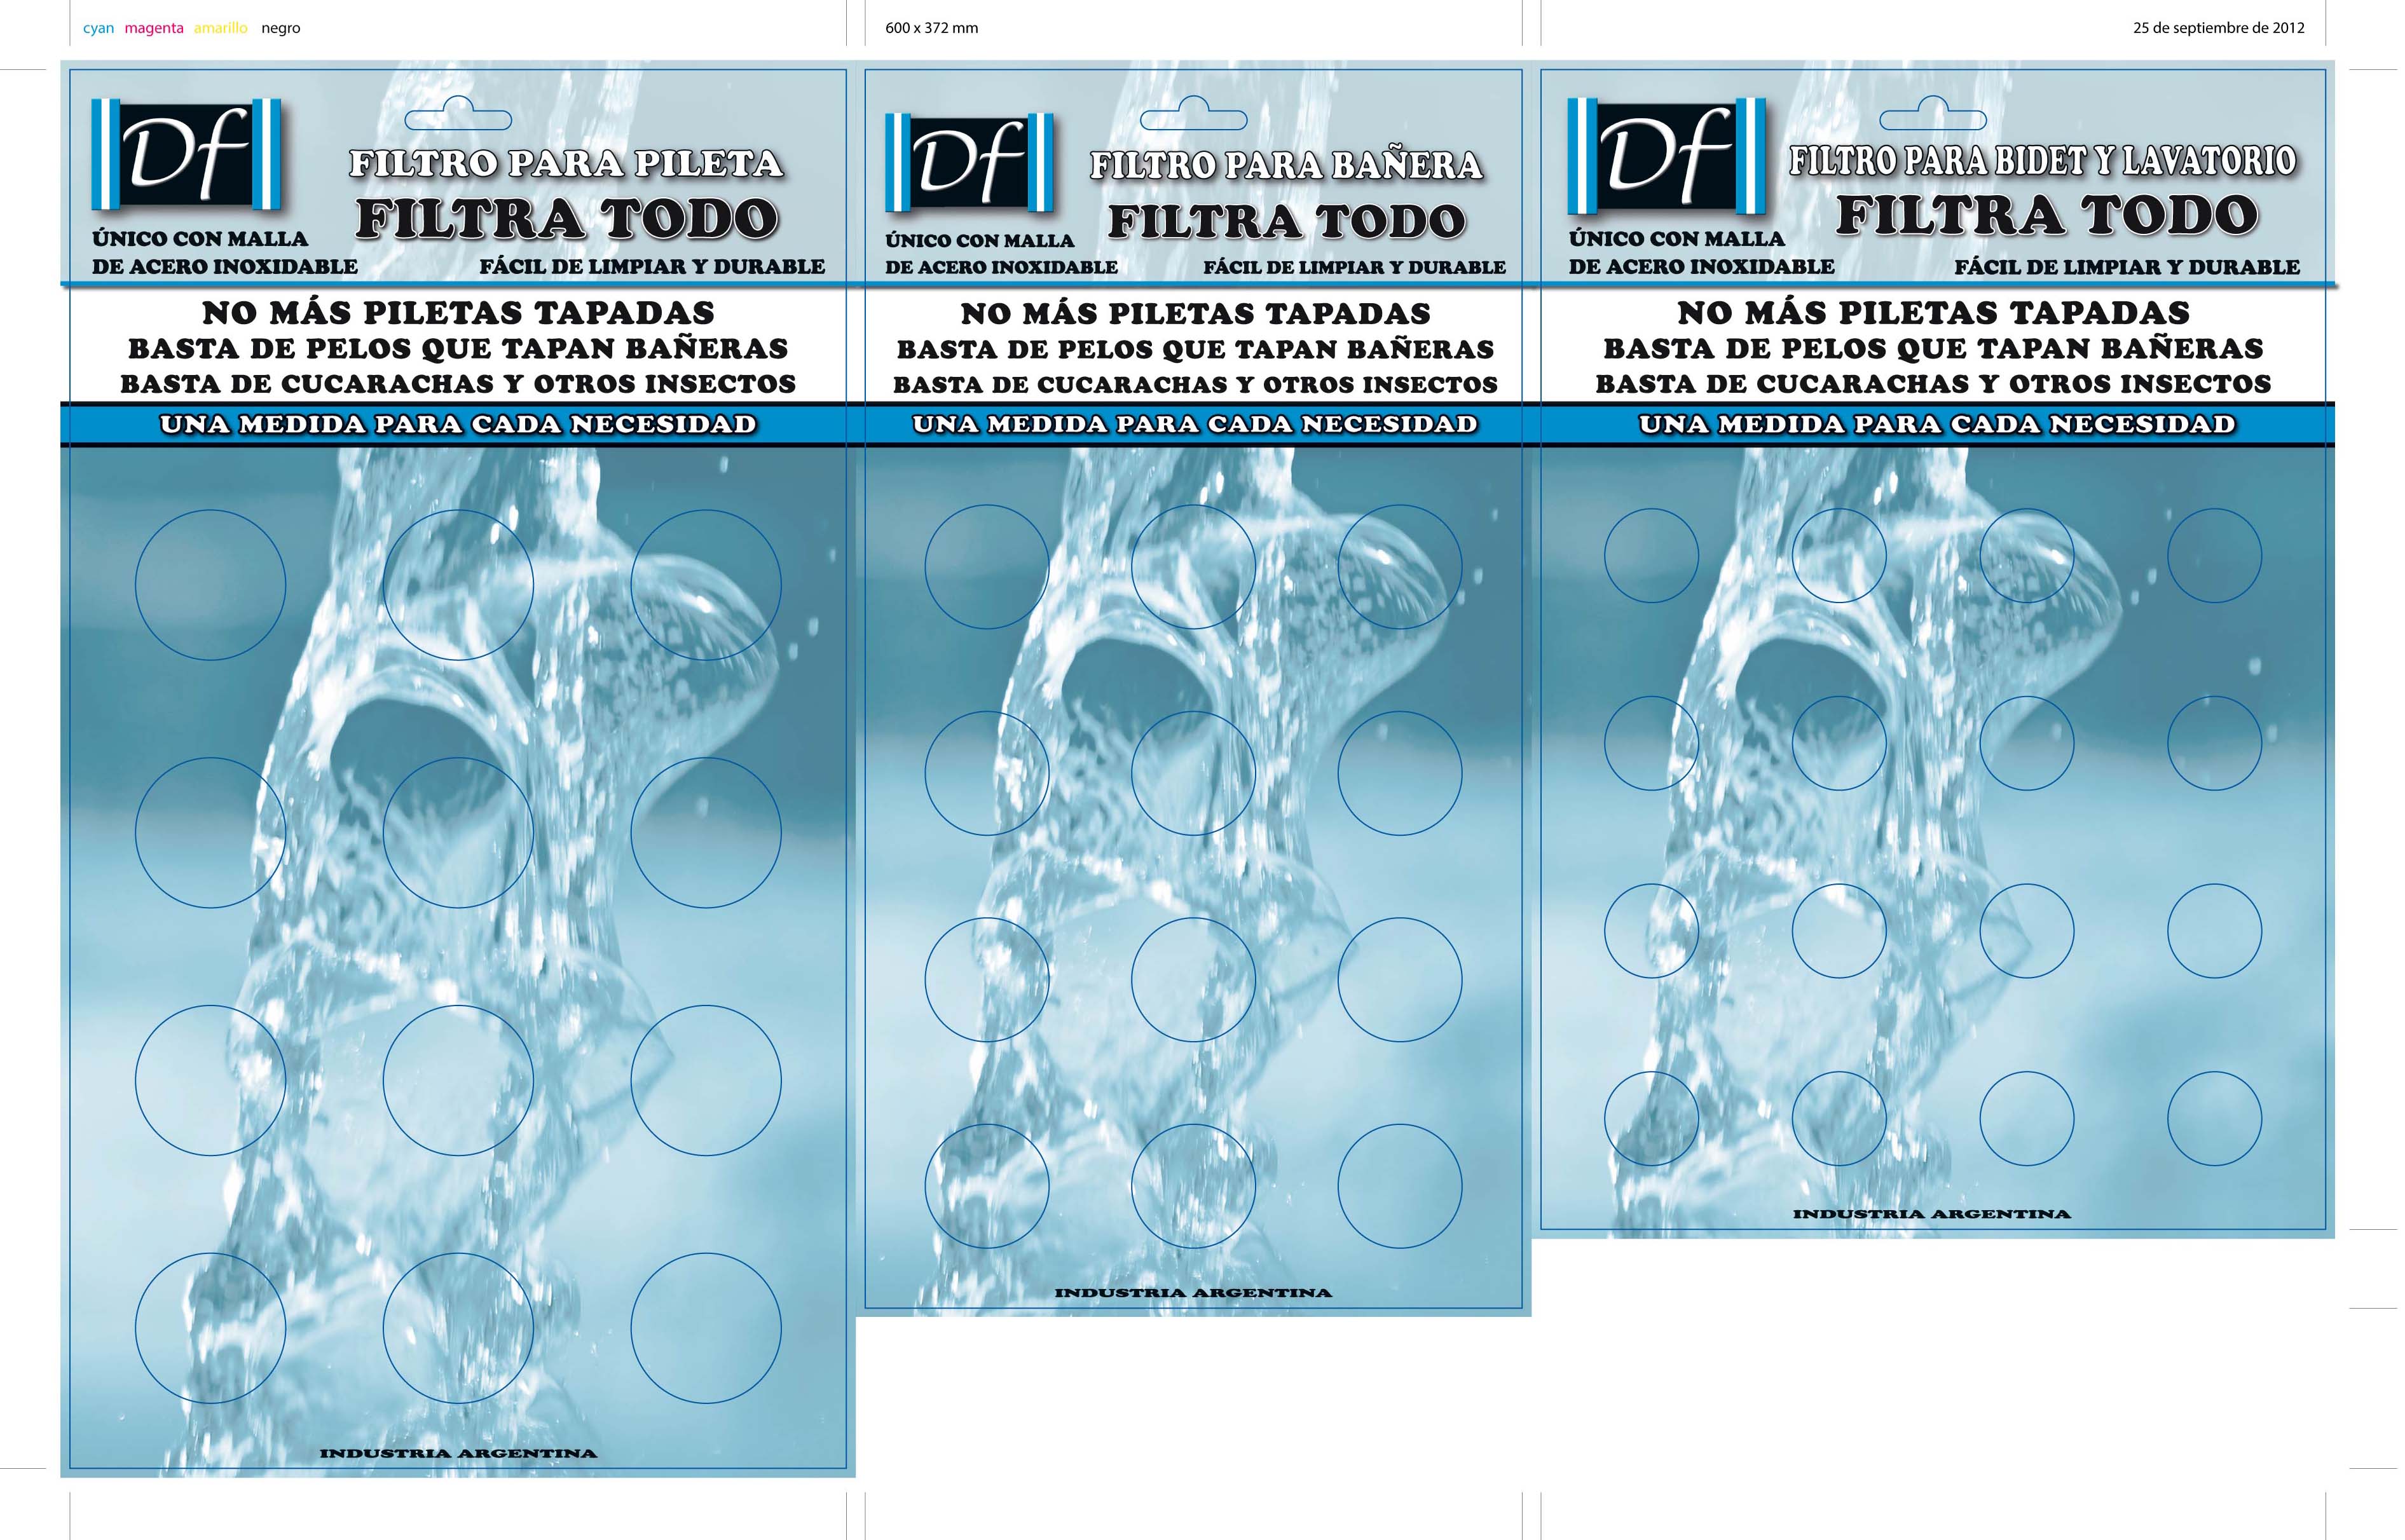 cyan magenta amarillo negro
600 x 372 mm
25 de septiembre de 2012
Df
FILTRO PARA PILETA
FILTRA TODO
ÚNICO CON MALLA
DE ACERO INOXIDABLE
FÁCIL DE LIMPIAR Y DURABLE
NO MÁS PILETAS TAPADAS
BASTA DE PELOS QUE TAPAN BAÑERAS
BASTA DE CUCARACHAS Y OTROS INSECTOS
UNA MEDIDA PARA CADA NECESIDAD
INDUSTRIA ARGENTINA
Df
FILTRO PARA BAÑERA
FILTRA TODO
ÚNICO CON MALLA
DE ACERO INOXIDABLE
FÁCIL DE LIMPIAR Y DURABLE
NO MÁS PILETAS TAPADAS
BASTA DE PELOS QUE TAPAN BAÑERAS
BASTA DE CUCARACHAS Y OTROS INSECTOS
UNA MEDIDA PARA CADA NECESIDAD
INDUSTRIA ARGENTINA
Df
FILTRO PARA BIDET Y LAVATORIO
FILTRA TODO
ÚNICO CON MALLA
DE ACERO INOXIDABLE
FÁCIL DE LIMPIAR Y DURABLE
NO MÁS PILETAS TAPADAS
BASTA DE PELOS QUE TAPAN BAÑERAS
BASTA DE CUCARACHAS Y OTROS INSECTOS
UNA MEDIDA PARA CADA NECESIDAD
INDUSTRIA ARGENTINA